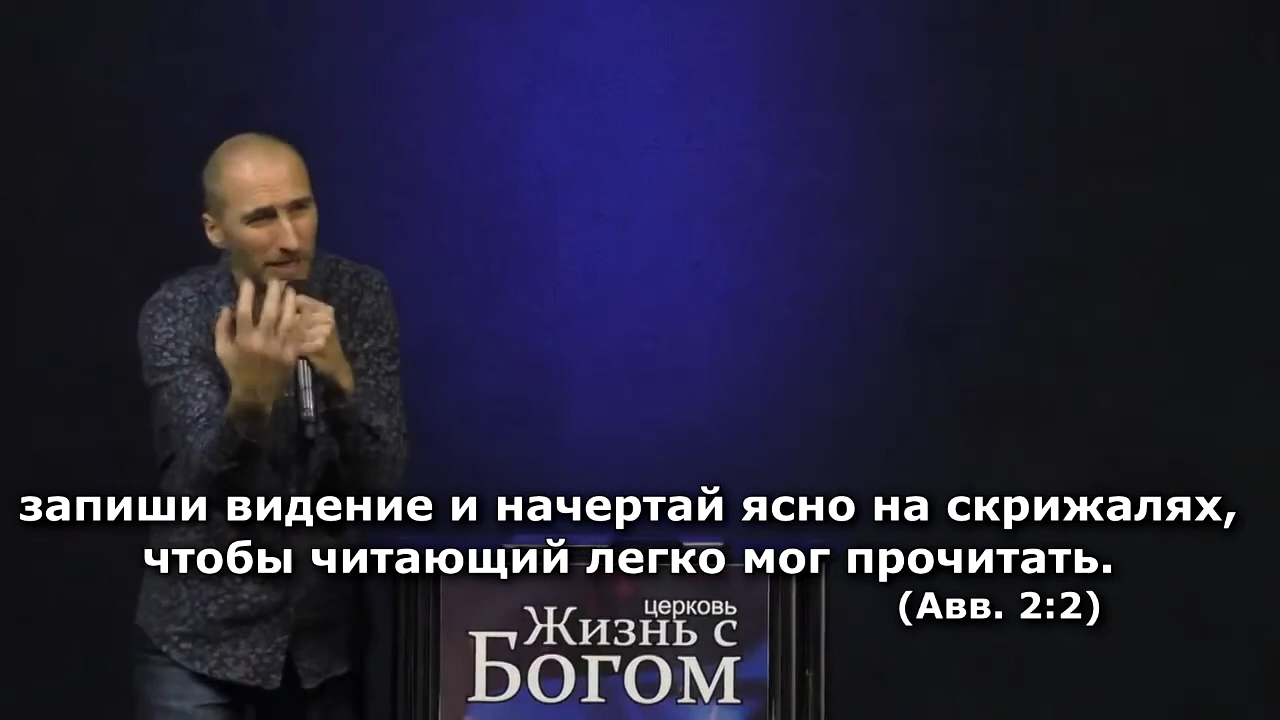 запиши видение и начертай ясно на скрижалях,
чтобы читающий легко мог прочитать.
(Авв. 2:2)
церковь
Жизнь с
Богом